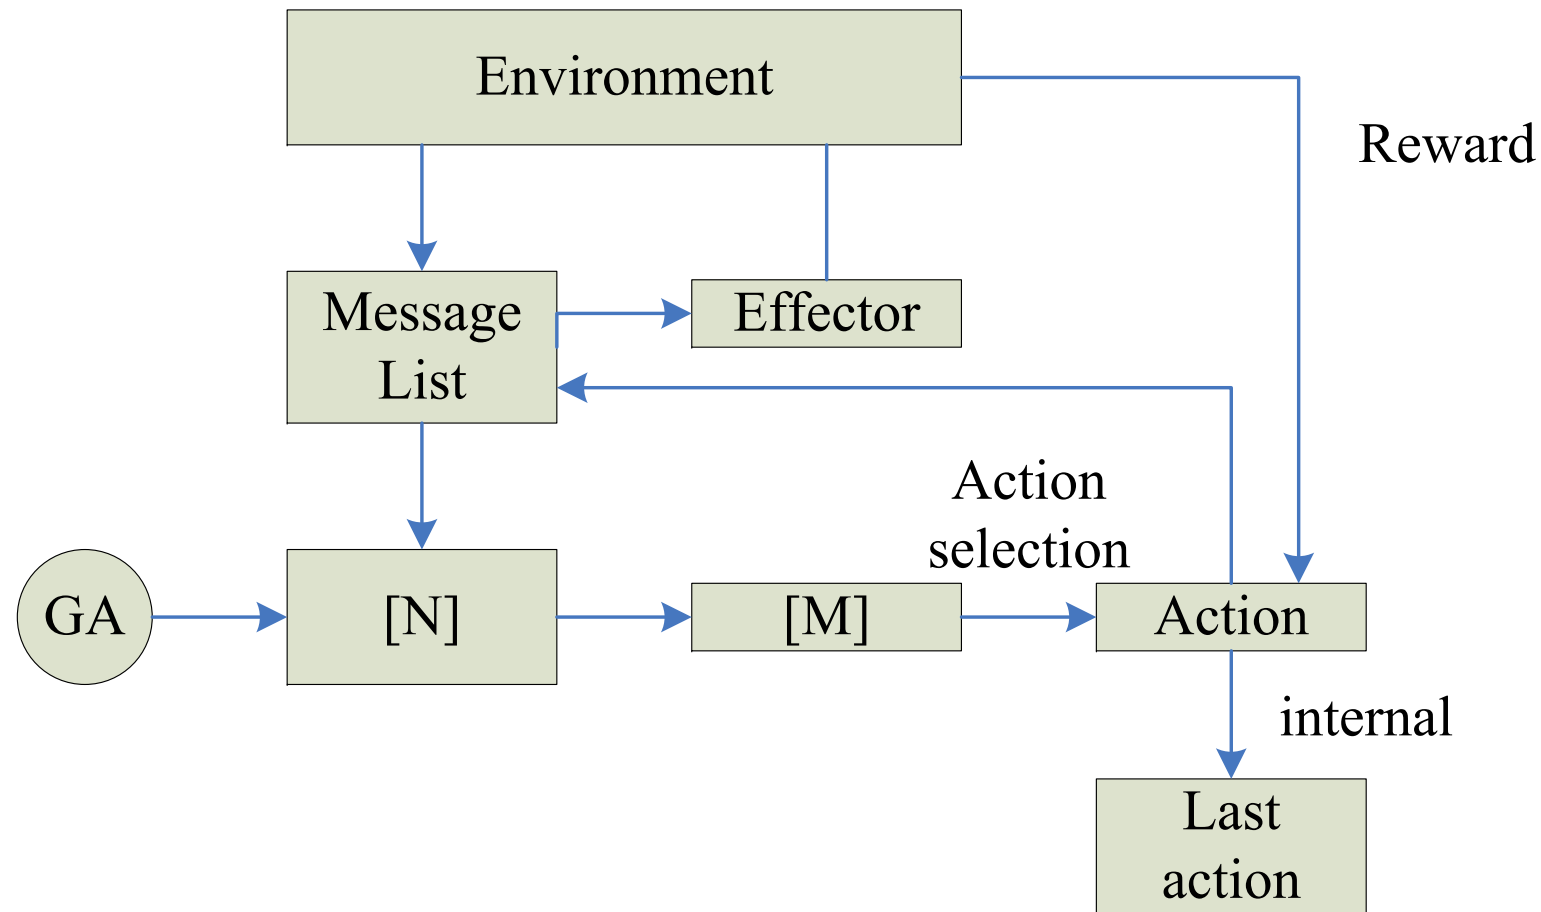 Environment
Reward
Message
List
Effector
Action
selection
GA
[N]
[M]
Action
internal
Last
action